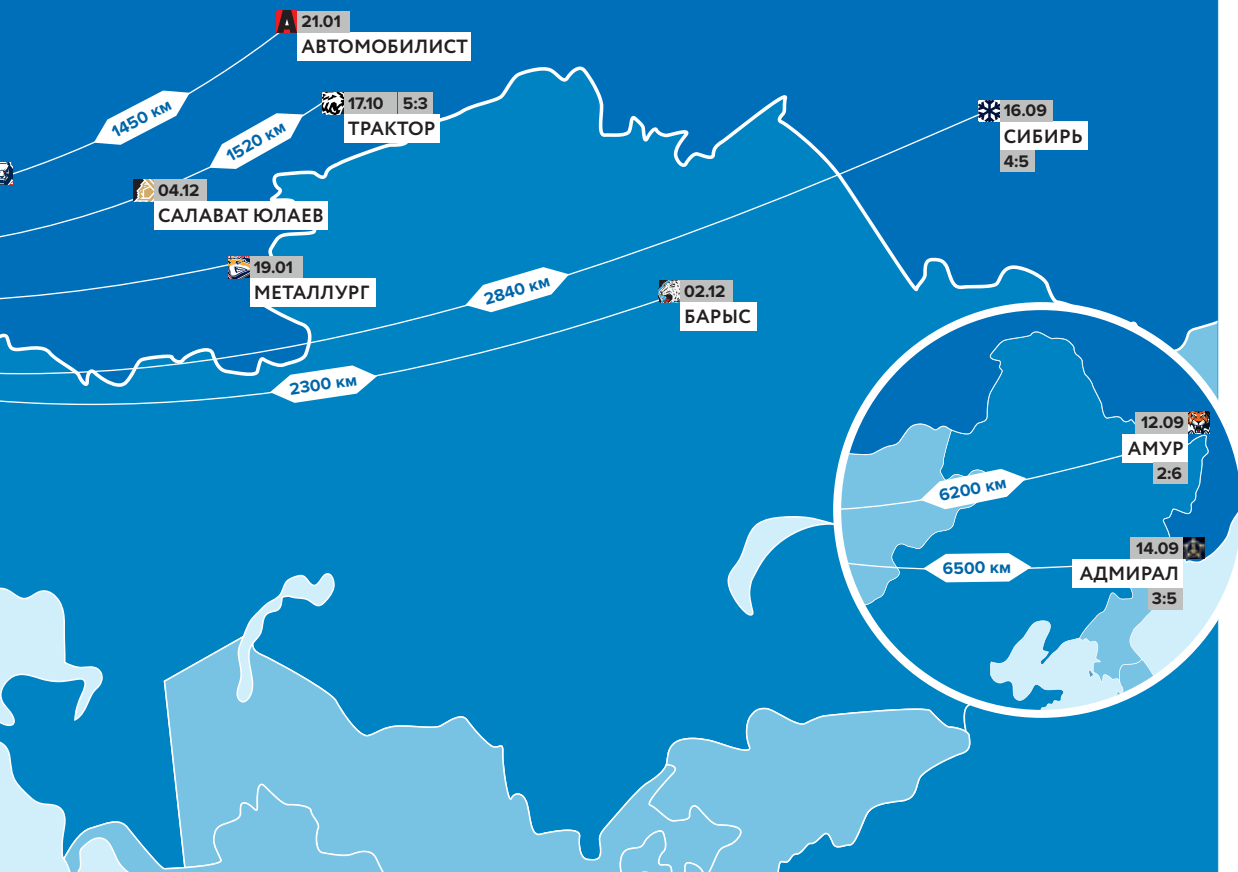 21.01
АВТОМОБИЛИСТ
1450 км
17.10 5:3
ТРАКТОР
1520 км
04.12
САЛАВАТ ЮЛАЕВ
19.01
МЕТАЛЛУРГ
16.09
СИБИРЬ
4:5
2840 км
02.12
БАРЫС
2300 км
12.09
АМУР
2:6
6200 км
14.09
АДМИРАЛ
3:5
6500 км